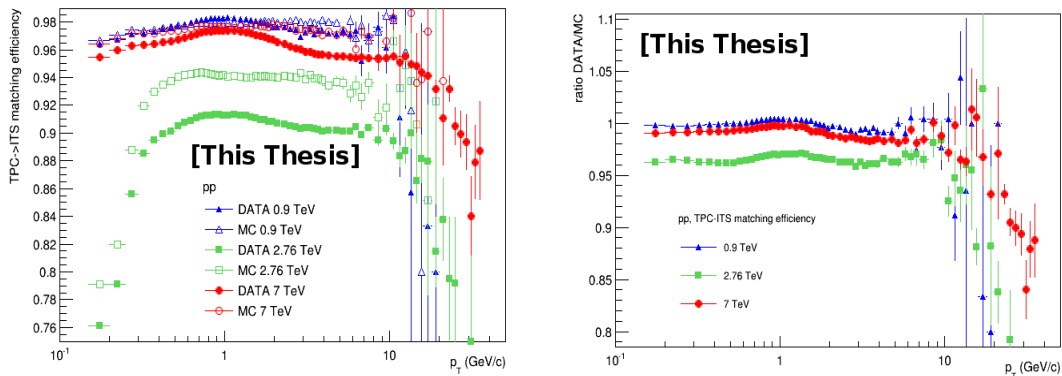 TPC->ITS matching efficiency
0.98
0.96
0.94
0.92
0.9
0.88
0.86
0.84
0.82
0.8
0.78
0.76
[This Thesis]
pp
DATA 0.9 TeV
MC 0.9 TeV
DATA 2.76 TeV
MC 2.76 TeV
DATA 7 TeV
MC 7 TeV
10⁻¹ 1 10
p_T (GeV/c)
ratio DATA/MC
1.1
1.05
1
0.95
0.9
0.85
0.8
[This Thesis]
pp, TPC-ITS matching efficiency
0.9 TeV
2.76 TeV
7 TeV
10⁻¹ 1 10
p_T (GeV/c)